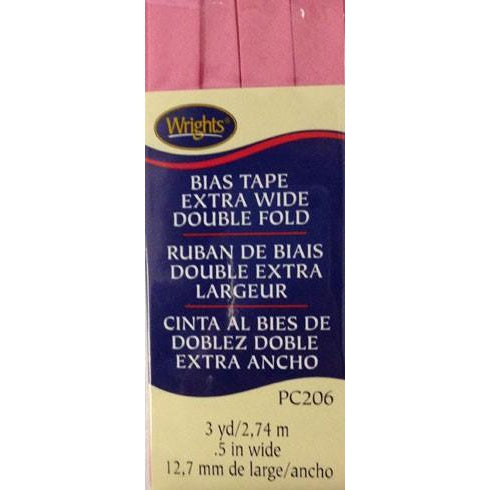 Wrights®
BIAS TAPE
EXTRA WIDE
DOUBLE FOLD
RUBAN DE BIAIS
DOUBLE EXTRA
LARGEUR
CINTA AL BIES DE
DOBLEZ DOBLE
EXTRA ANCHO
PC206
3 yd/2,74 m
.5 in wide
12,7 mm de large/ancho